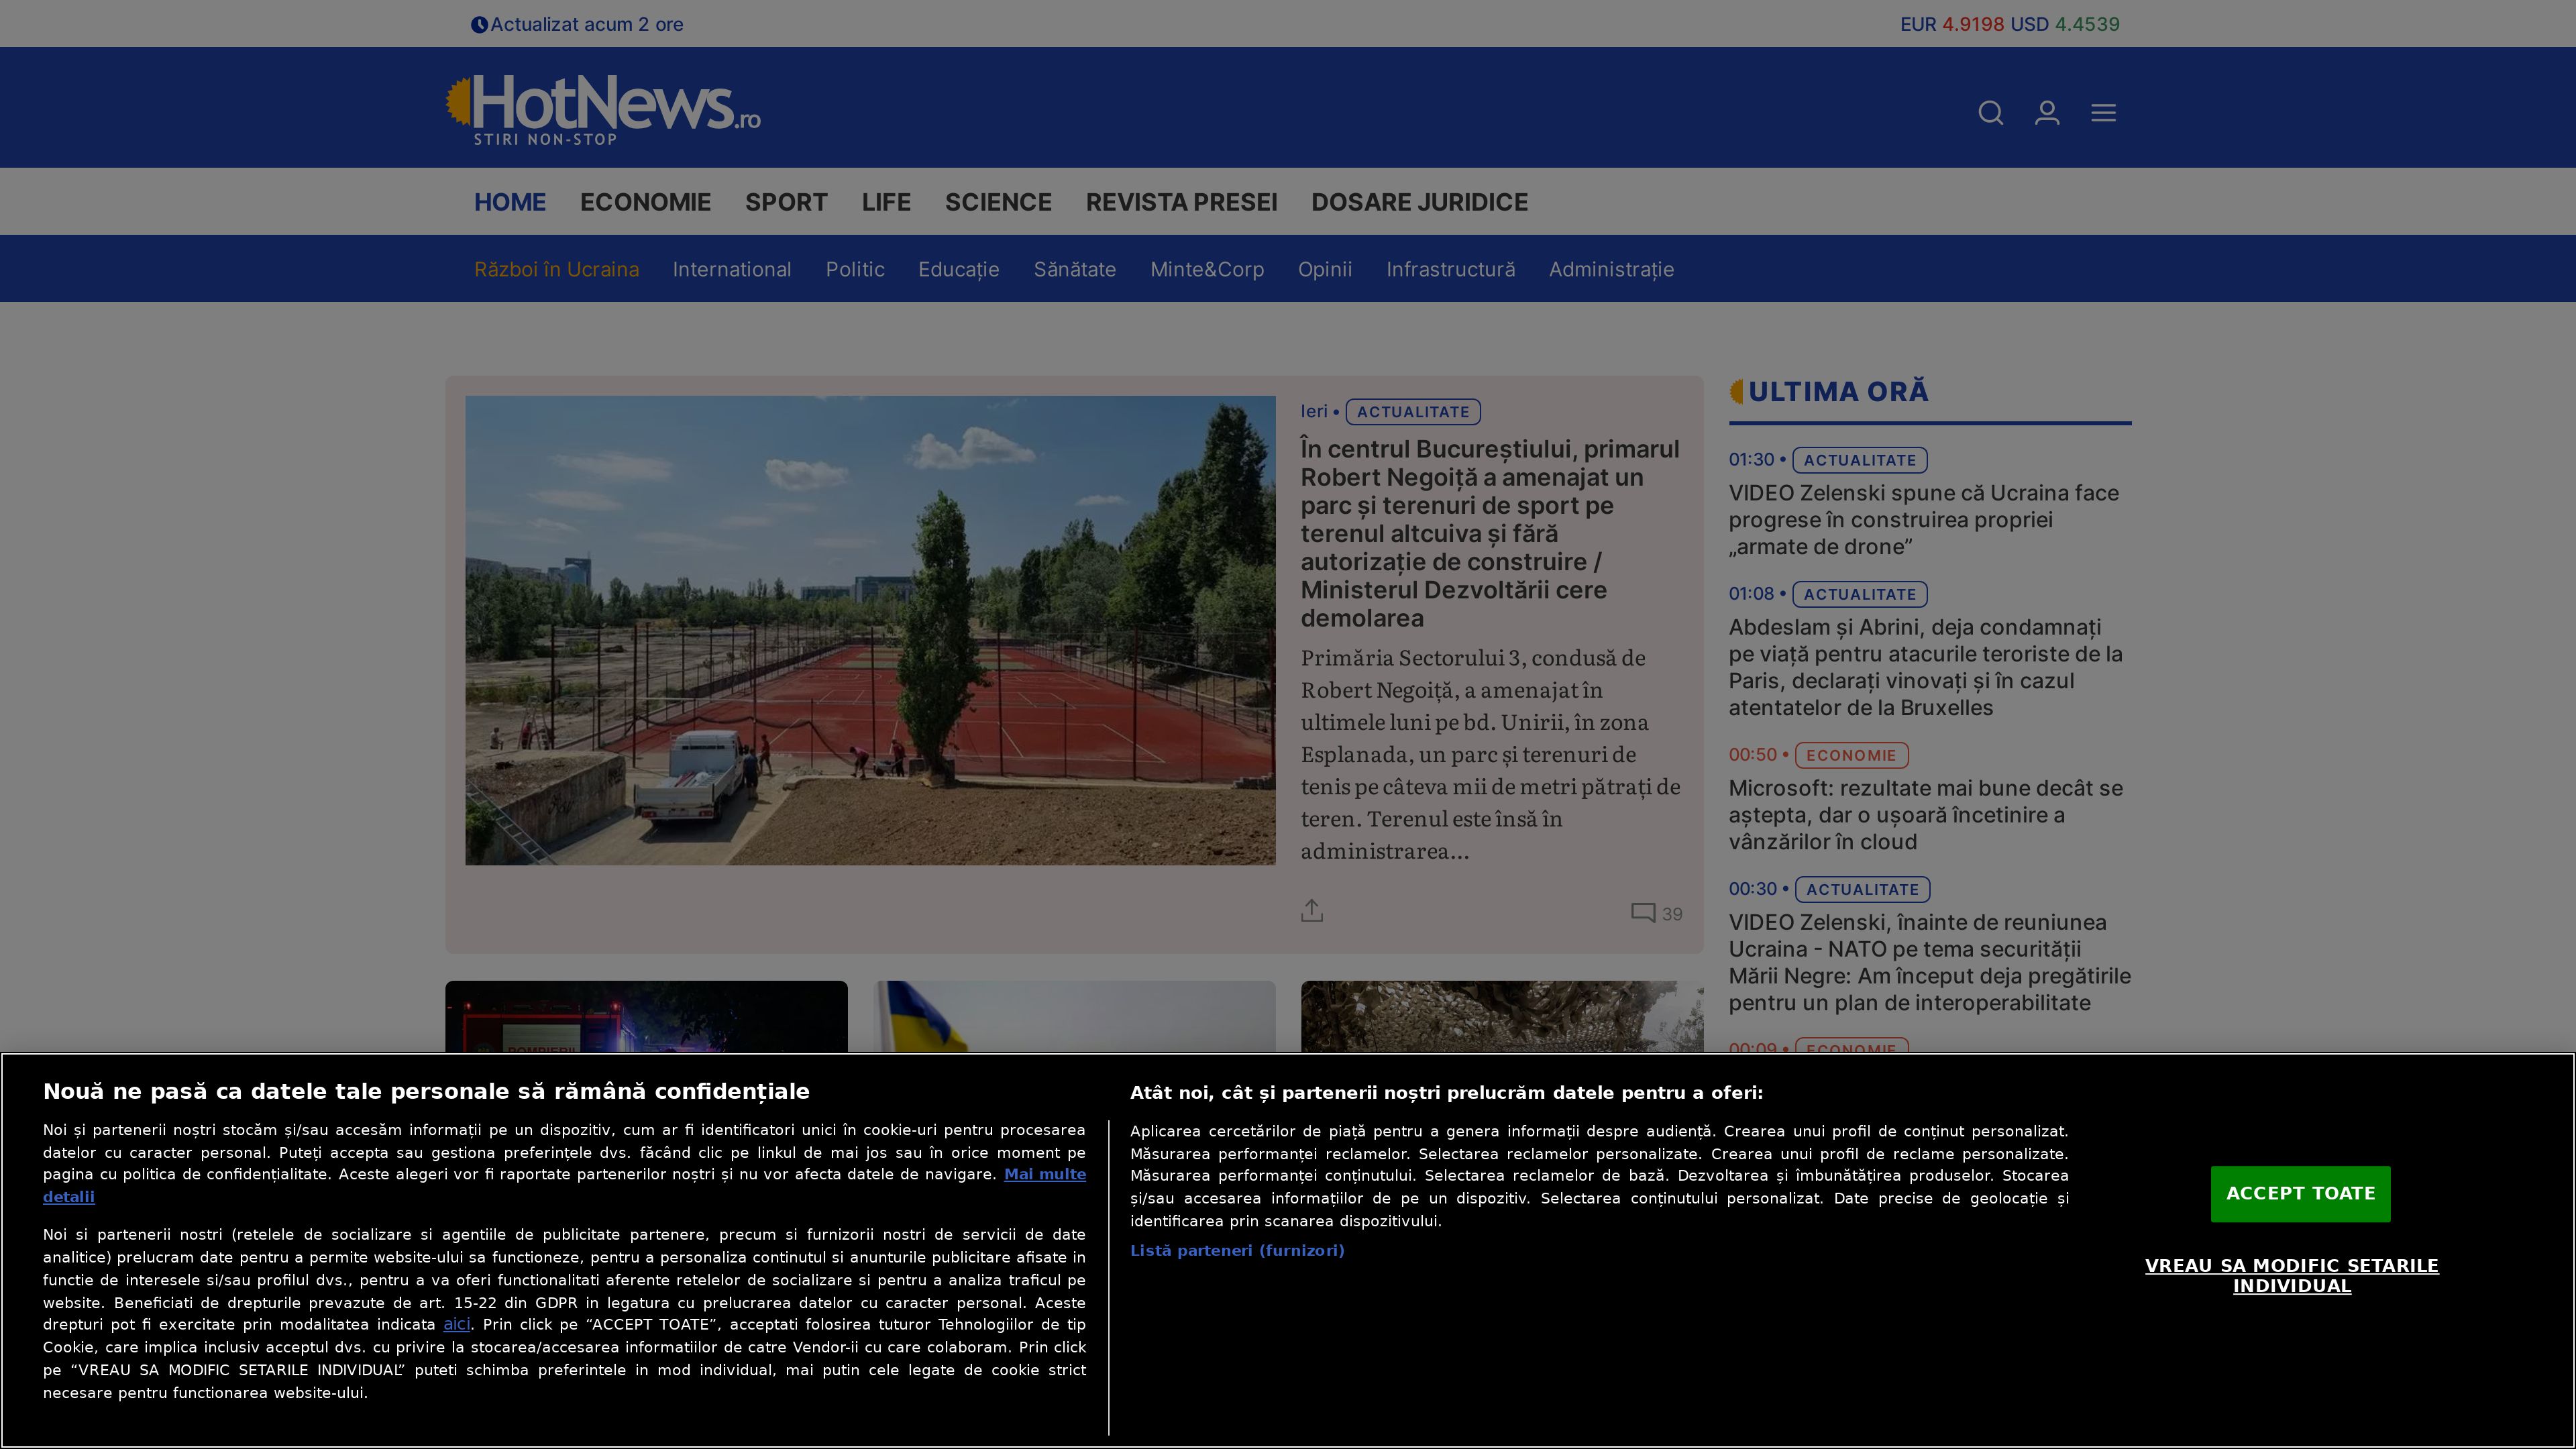 Actualizat acum 2 ore
EUR 4.9198 USD 4.4539
HotNews.ro
STIRI NON-STOP
HOME ECONOMIE SPORT LIFE SCIENCE REVISTA PRESEI DOSARE JURIDICE
Război în Ucraina International Politic Educație Sănătate Minte&Corp Opinii Infrastructură Administrație
Ieri • ACTUALITATE
În centrul Bucureștiului, primarul
Robert Negoiță a amenajat un
parc și terenuri de sport pe
terenul altcuiva și fără
autorizație de construire /
Ministerul Dezvoltării cere
demolarea
Primăria Sectorului 3, condusă de
Robert Negoiță, a amenajat în
ultimele luni pe bd. Unirii, în zona
Esplanada, un parc și terenuri de
tenis pe câteva mii de metri pătrați de
teren. Terenul este însă în
administrarea...
39
ULTIMA ORĂ
01:30 • ACTUALITATE
VIDEO Zelenski spune că Ucraina face
progrese în construirea propriei
„armate de drone”
01:08 • ACTUALITATE
Abdeslam și Abrini, deja condamnați
pe viață pentru atacurile teroriste de la
Paris, declarați vinovați și în cazul
atentatelor de la Bruxelles
00:50 • ECONOMIE
Microsoft: rezultate mai bune decât se
aștepta, dar o ușoară încetinire a
vânzărilor în cloud
00:30 • ACTUALITATE
VIDEO Zelenski, înainte de reuniunea
Ucraina - NATO pe tema securității
Mării Negre: Am început deja pregătirile
pentru un plan de interoperabilitate
00:09 • ECONOMIE
POMPIERII
Nouă ne pasă ca datele tale personale să rămână confidențiale
Noi și partenerii noștri stocăm și/sau accesăm informații pe un dispozitiv, cum ar fi identificatori unici în cookie-uri pentru procesarea
datelor cu caracter personal. Puteți accepta sau gestiona preferințele dvs. făcând clic pe linkul de mai jos sau în orice moment pe
pagina cu politica de confidențialitate. Aceste alegeri vor fi raportate partenerilor noștri și nu vor afecta datele de navigare. Mai multe
detalii
Noi si partenerii nostri (retelele de socializare si agentiile de publicitate partenere, precum si furnizorii nostri de servicii de date
analitice) prelucram date pentru a permite website-ului sa functioneze, pentru a personaliza continutul si anunturile publicitare afisate in
functie de interesele si/sau profilul dvs., pentru a va oferi functionalitati aferente retelelor de socializare si pentru a analiza traficul pe
website. Beneficiati de drepturile prevazute de art. 15-22 din GDPR in legatura cu prelucrarea datelor cu caracter personal. Aceste
drepturi pot fi exercitate prin modalitatea indicata aici. Prin click pe “ACCEPT TOATE”, acceptati folosirea tuturor Tehnologiilor de tip
Cookie, care implica inclusiv acceptul dvs. cu privire la stocarea/accesarea informatiilor de catre Vendor-ii cu care colaboram. Prin click
pe “VREAU SA MODIFIC SETARILE INDIVIDUAL” puteti schimba preferintele in mod individual, mai putin cele legate de cookie strict
necesare pentru functionarea website-ului.
Atât noi, cât și partenerii noștri prelucrăm datele pentru a oferi:
Aplicarea cercetărilor de piață pentru a genera informații despre audiență. Crearea unui profil de conținut personalizat.
Măsurarea performanței reclamelor. Selectarea reclamelor personalizate. Crearea unui profil de reclame personalizate.
Măsurarea performanței conținutului. Selectarea reclamelor de bază. Dezvoltarea și îmbunătățirea produselor. Stocarea
și/sau accesarea informațiilor de pe un dispozitiv. Selectarea conținutului personalizat. Date precise de geolocație și
identificarea prin scanarea dispozitivului.
Listă parteneri (furnizori)
ACCEPT TOATE
VREAU SA MODIFIC SETARILE
INDIVIDUAL